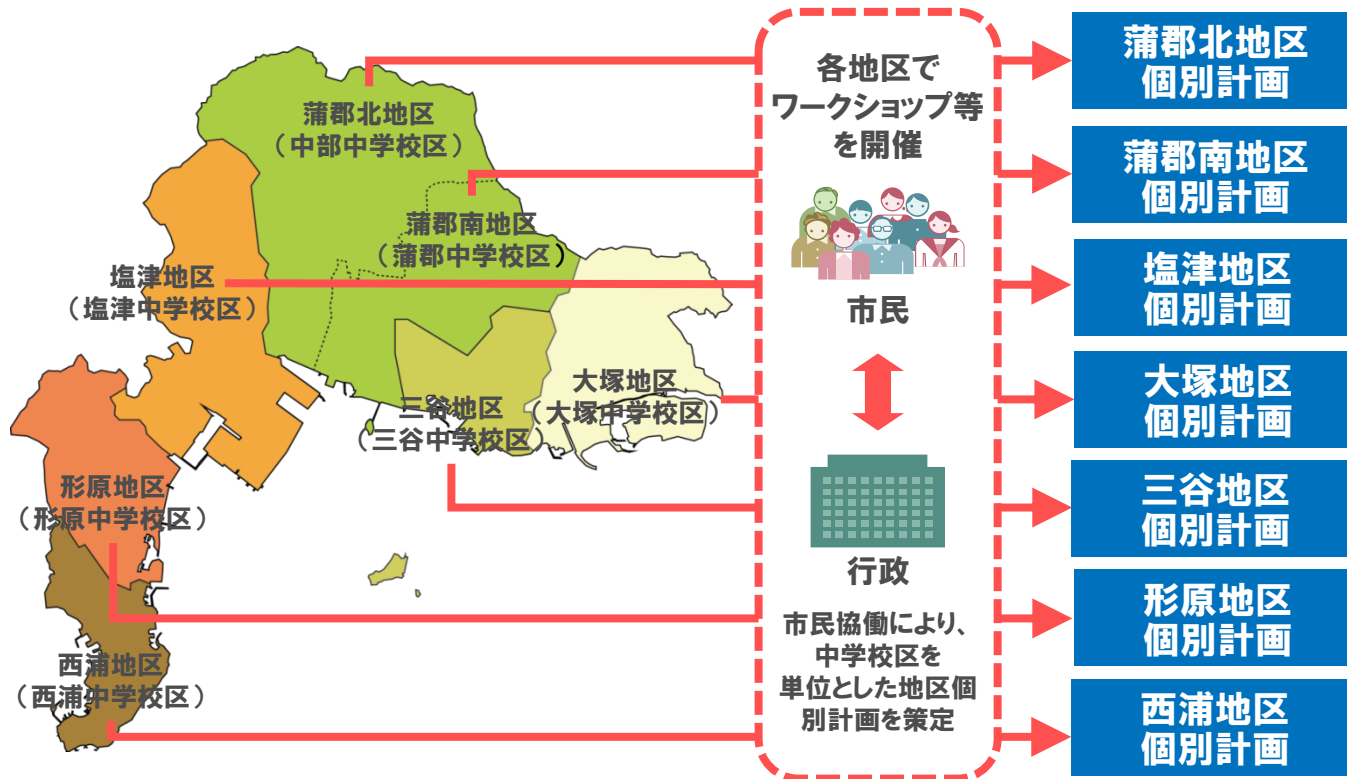 蒲郡北地区
（中部中学校区）
蒲郡南地区
（蒲郡中学校区）
塩津地区
（塩津中学校区）
大塚地区
（大塚中学校区）
三谷地区
（三谷中学校区）
形原地区
（形原中学校区）
西浦地区
（西浦中学校区）
各地区で
ワークショップ等
を開催
市民
行政
市民協働により、
中学校区を
単位とした地区個
別計画を策定
蒲郡北地区
個別計画
蒲郡南地区
個別計画
塩津地区
個別計画
大塚地区
個別計画
三谷地区
個別計画
形原地区
個別計画
西浦地区
個別計画